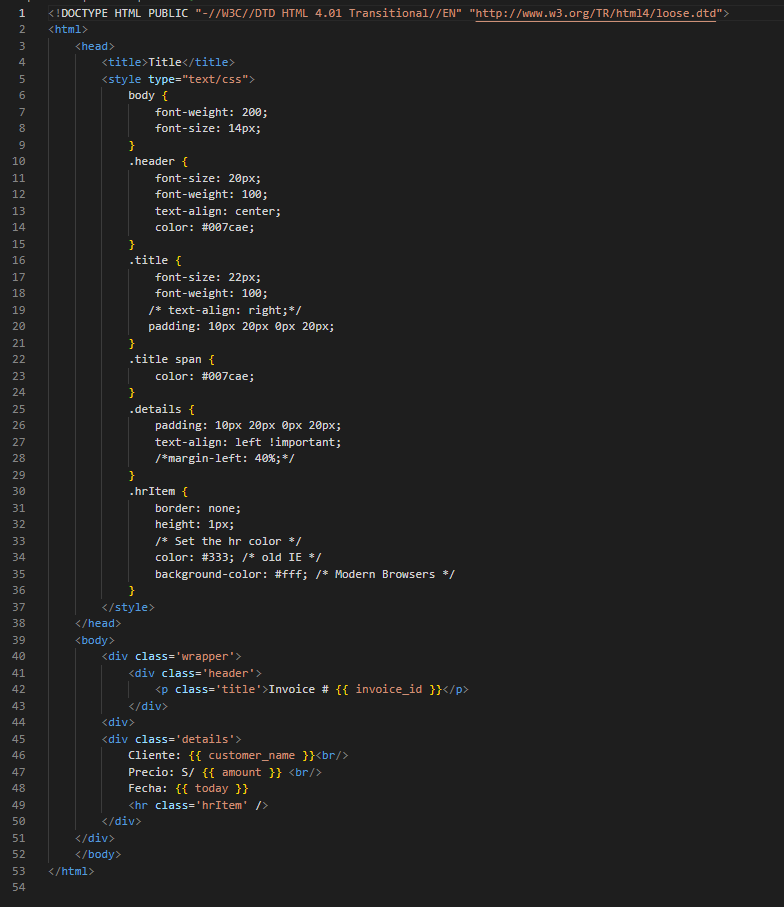 1 <!DOCTYPE HTML PUBLIC "-//W3C//DTD HTML 4.01 Transitional//EN" "http://www.w3.org/TR/html4/loose.dtd">
2 <html>
3     <head>
4         <title>Title</title>
5         <style type="text/css">
6             body {
7                 font-weight: 200;
8                 font-size: 14px;
9             }
10             .header {
11                 font-size: 20px;
12                 font-weight: 100;
13                 text-align: center;
14                 color: #007cae;
15             }
16             .title {
17                 font-size: 22px;
18                 font-weight: 100;
19                /* text-align: right;*/
20                padding: 10px 20px 0px 20px;
21             }
22             .title span {
23                 color: #007cae;
24             }
25             .details {
26                 padding: 10px 20px 0px 20px;
27                 text-align: left !important;
28                 /*margin-left: 40%;*/
29             }
30             .hrItem {
31                 border: none;
32                 height: 1px;
33                 /* Set the hr color */
34                 color: #333; /* old IE */
35                 background-color: #fff; /* Modern Browsers */
36             }
37         </style>
38     </head>
39     <body>
40         <div class='wrapper'>
41             <div class='header'>
42                 <p class='title'>Invoice # {{ invoice_id }}</p>
43             </div>
44         <div>
45         <div class='details'>
46             Cliente: {{ customer_name }}<br/>
47             Precio: S/ {{ amount }} <br/>
48             Fecha: {{ today }}
49             <hr class='hrItem' />
50         </div>
51     </div>
52     </body>
53 </html>
54